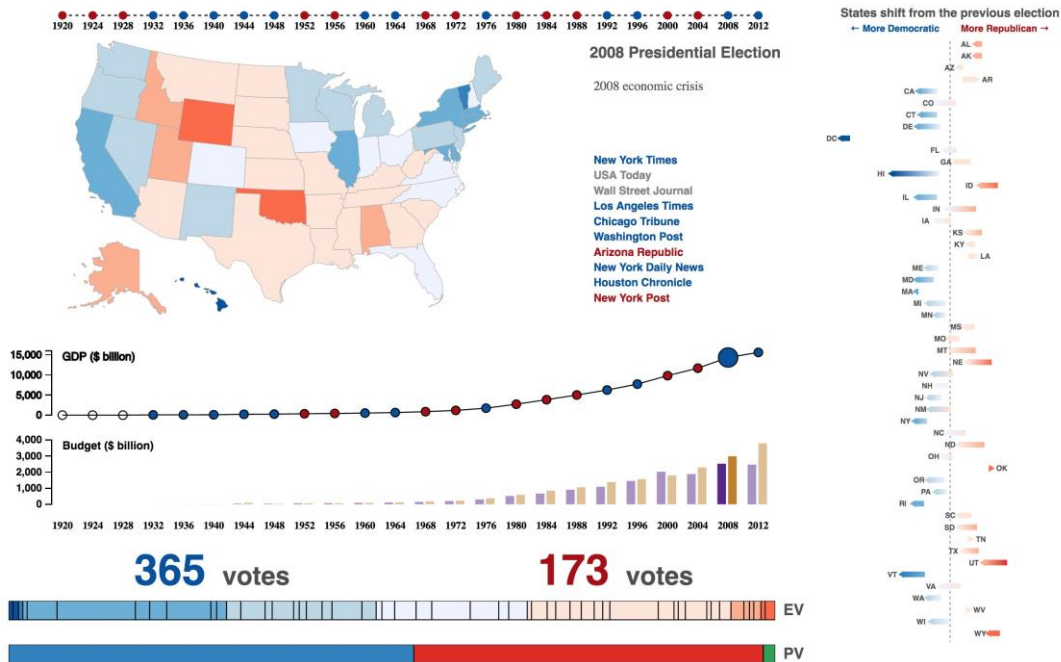 1920 1924 1928 1932 1936 1940 1944 1948 1952 1956 1960 1964 1968 1972 1976 1980 1984 1988 1992 1996 2000 2004 2008 2012
2008 Presidential Election
2008 economic crisis
New York Times
USA Today
Wall Street Journal
Los Angeles Times
Chicago Tribune
Washington Post
Arizona Republic
New York Daily News
Houston Chronicle
New York Post
GDP ($ billion)
15,000
10,000
5,000
0
Budget ($ billion)
4,000
3,000
2,000
1,000
0
1920 1924 1928 1932 1936 1940 1944 1948 1952 1956 1960 1964 1968 1972 1976 1980 1984 1988 1992 1996 2000 2004 2008 2012
365 votes
173 votes
EV
PV
States shift from the previous election
← More Democratic More Republican →
AL
AK
AZ
AR
CA
CO
CT
DE
DC
FL
GA
HI
ID
IL
IN
IA
KS
KY
LA
ME
MD
MA
MI
MN
MS
MO
MT
NE
NV
NH
NJ
NM
NY
NC
ND
OH
OK
OR
PA
RI
SC
SD
TN
TX
UT
VT
VA
WA
WV
WI
WY